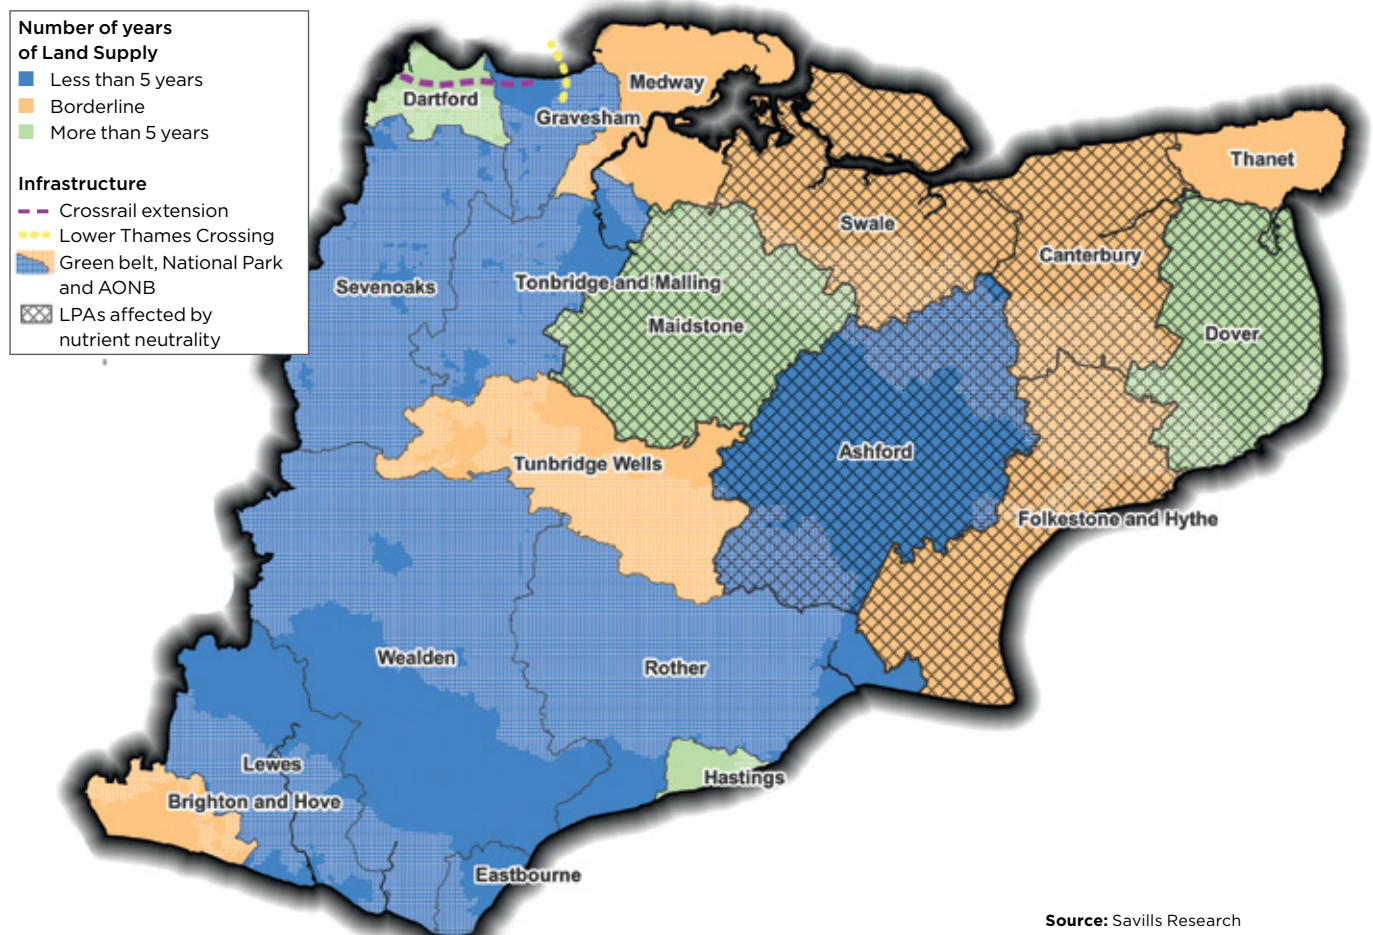 Number of years
of Land Supply
Less than 5 years
Borderline
More than 5 years
Infrastructure
Crossrail extension
Lower Thames Crossing
Green belt, National Park
and AONB
LPAs affected by
nutrient neutrality
Medway
Dartford
Gravesham
Thanet
Swale
Canterbury
Sevenoaks
Tonbridge and Malling
Maidstone
Dover
Ashford
Tunbridge Wells
Folkestone and Hythe
Wealden
Rother
Lewes
Hastings
Brighton and Hove
Eastbourne
Source: Savills Research